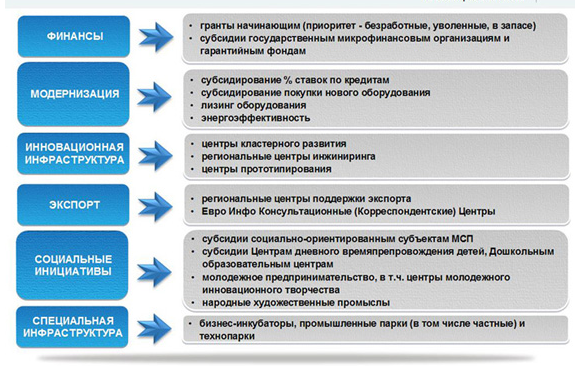 ФИНАНСЫ
• гранты начинающим (приоритет - безработные, уволенные, в запасе)
• субсидии государственным микрофинансовым организациям и
гарантийным фондам
МОДЕРНИЗАЦИЯ
• субсидирование % ставок по кредитам
• субсидирование покупки нового оборудования
• лизинг оборудования
• энергоэффективность
ИННОВАЦИОННАЯ
ИНФРАСТРУКТУРА
• центры кластерного развития
• региональные центры инжиниринга
• центры прототипирования
ЭКСПОРТ
• региональные центры поддержки экспорта
• Евро Инфо Консультационные (Корреспондентские) Центры
СОЦИАЛЬНЫЕ
ИНИЦИАТИВЫ
• субсидии социально-ориентированным субъектам МСП
• субсидии Центрам дневного времяпрепровождения детей, Дошкольным
образовательным центрам
• молодежное предпринимательство, в т.ч. центры молодежного
инновационного творчества
• народные художественные промыслы
СПЕЦИАЛЬНАЯ
ИНФРАСТРУКТУРА
• бизнес-инкубаторы, промышленные парки (в том числе частные) и
технопарки